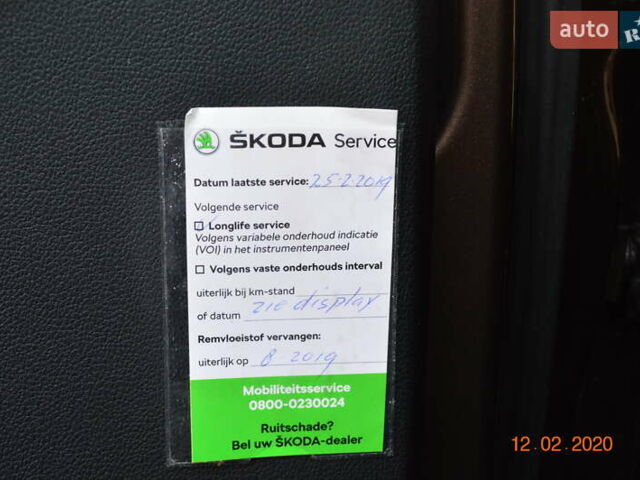 auto
R
ŠKODA Service
Datum laatste service: 25-2-2019
Volgende service
Longlife service
Volgens variabele onderhoud indicatie
(VOI) in het instrumentenpaneel
Volgens vaste onderhouds interval
uiterlijk bij km-stand
of datum zie display
Remvloeistof vervangen:
uiterlijk op 8-2019
Mobiliteitsservice
0800-0230024
Ruitschade?
Bel uw ŠKODA-dealer
12.02.2020